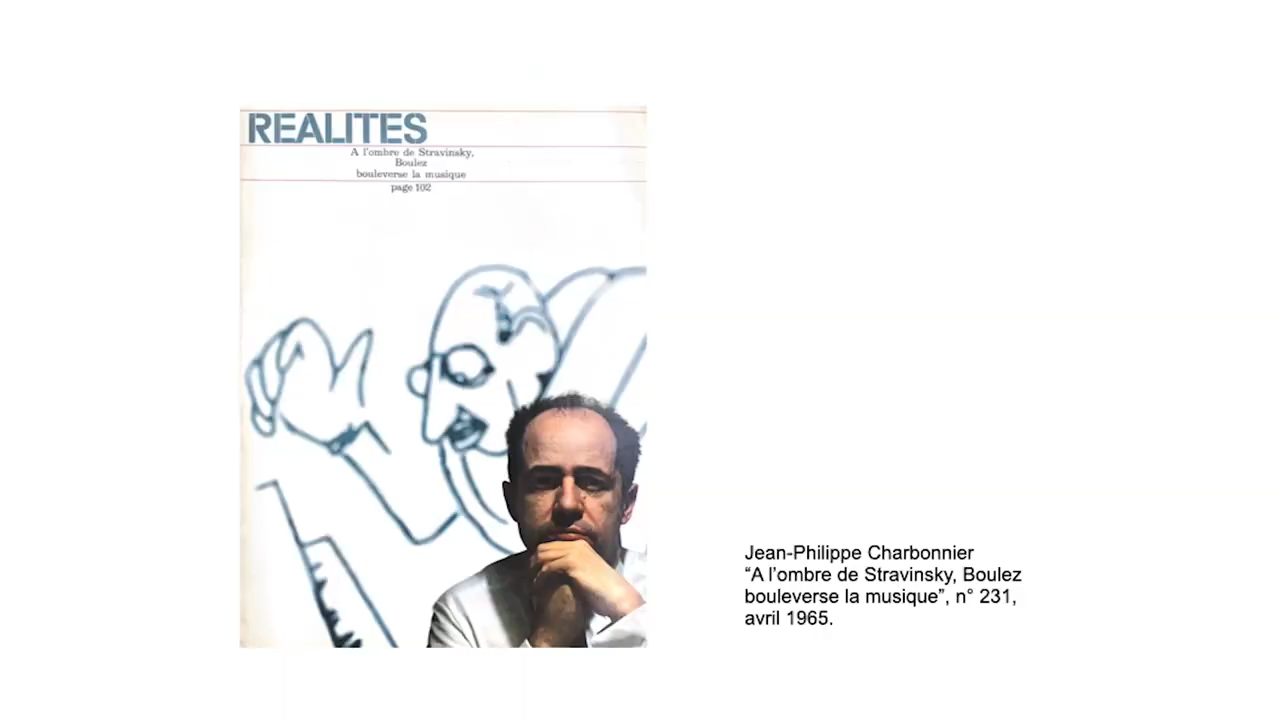 REALITES
A l'ombre de Stravinsky,
Boulez
bouleverse la musique
page 102
Jean-Philippe Charbonnier
“A l’ombre de Stravinsky, Boulez
bouleverse la musique”, n° 231,
avril 1965.